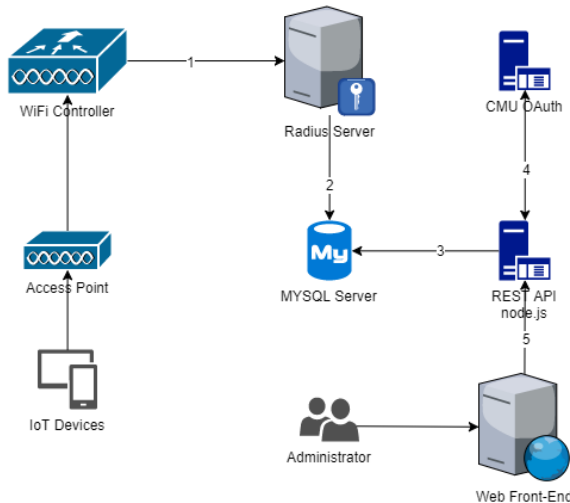 1
WiFi Controller
Radius Server
CMU OAuth
2
4
My
3
MYSQL Server
REST API
node.js
Access Point
5
IoT Devices
Administrator
Web Front-End